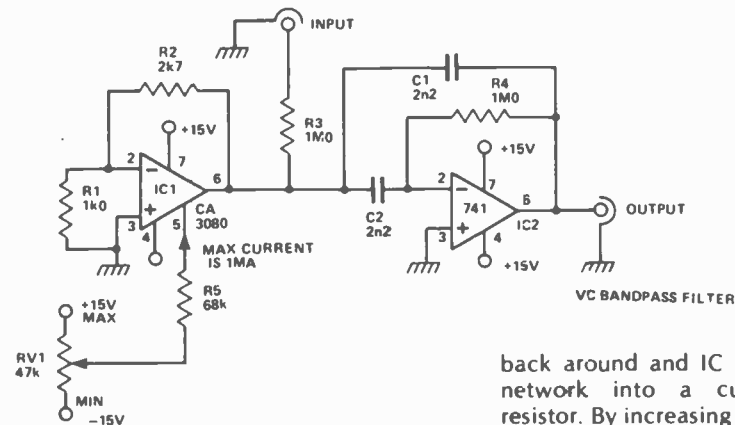 INPUT
R2
2k7
C1
2n2
R4
1M0
R3
1M0
+15V
+15V
2
7
6
IC1
R1
1k0
3
4
5
CA
3080
C2
2n2
2
7
6
741
IC2
3
4
OUTPUT
+15V
MAX CURRENT
IS 1MA
R5
68k
VC BANDPASS FILTER
+15V
MAX
RV1
47k
MIN
-15V
back around and IC
network into a cu
resistor. By increasing